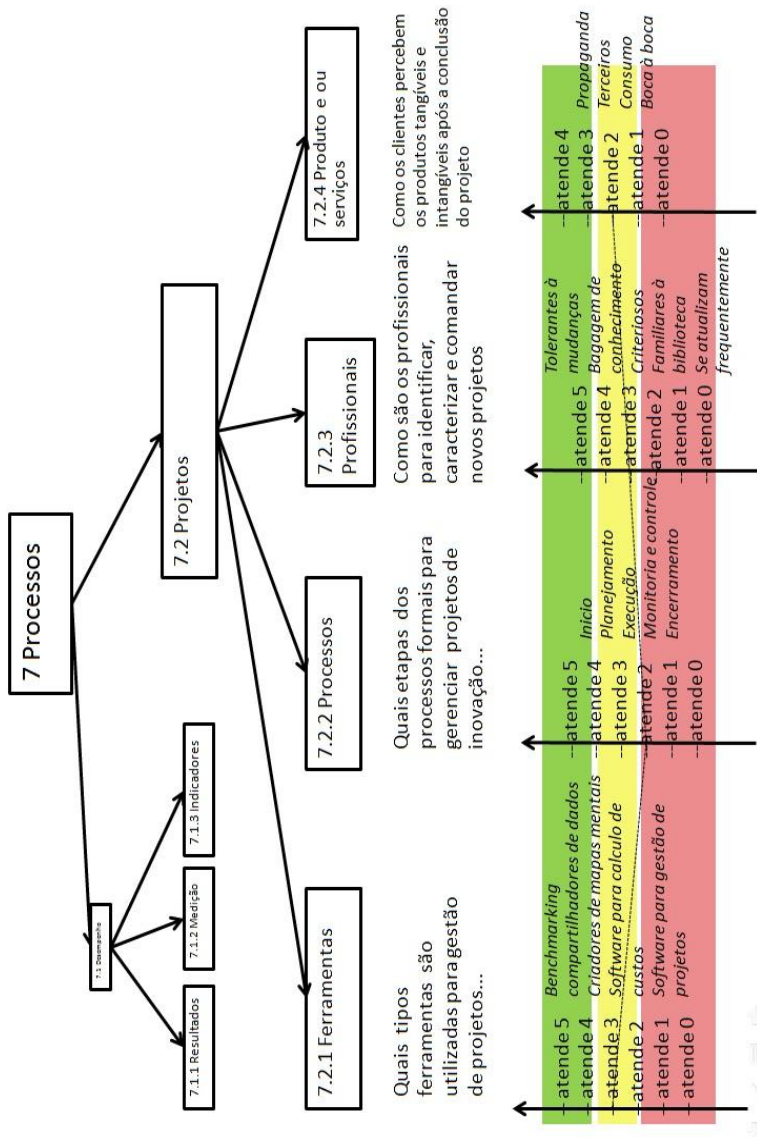 7 Processos
7.1 Desempenho
7.2 Projetos
7.1.1 Resultados
7.1.2 Medição
7.1.3 Indicadores
7.2.1 Ferramentas
7.2.2 Processos
7.2.3
Profissionais
7.2.4 Produto e ou
serviços
Quais tipos
ferramentas são
utilizadas para gestão
de projetos...
Quais etapas dos
processos formais para
gerenciar projetos de
inovação...
Como são os profissionais
para identificar,
caracterizar e comandar
novos projetos
Como os clientes percebem
os produtos tangíveis e
intangíveis após a conclusão
do projeto
--atende 5
--atende 4
--atende 3
--atende 2
--atende 1
--atende 0
Benchmarking
compartilhadores de dados
Criadores de mapas mentais
Software para calculo de
custos
Software para gestão de
projetos
---atende 5
---atende 4
---atende 3
---atende 2
---atende 1
---atende 0
Inicio
Planejamento
Execução
Monitoria e controle
Encerramento
---atende 5
---atende 4
---atende 3
---atende 2
---atende 1
---atende 0
Tolerantes à
mudanças
Bagagem de
conhecimento
Criteriosos
Familiares à
biblioteca
Se atualizam
frequentemente
---atende 4
---atende 3
---atende 2
---atende 1
---atende 0
Propaganda
Terceiros
Consumo
Boca à boca